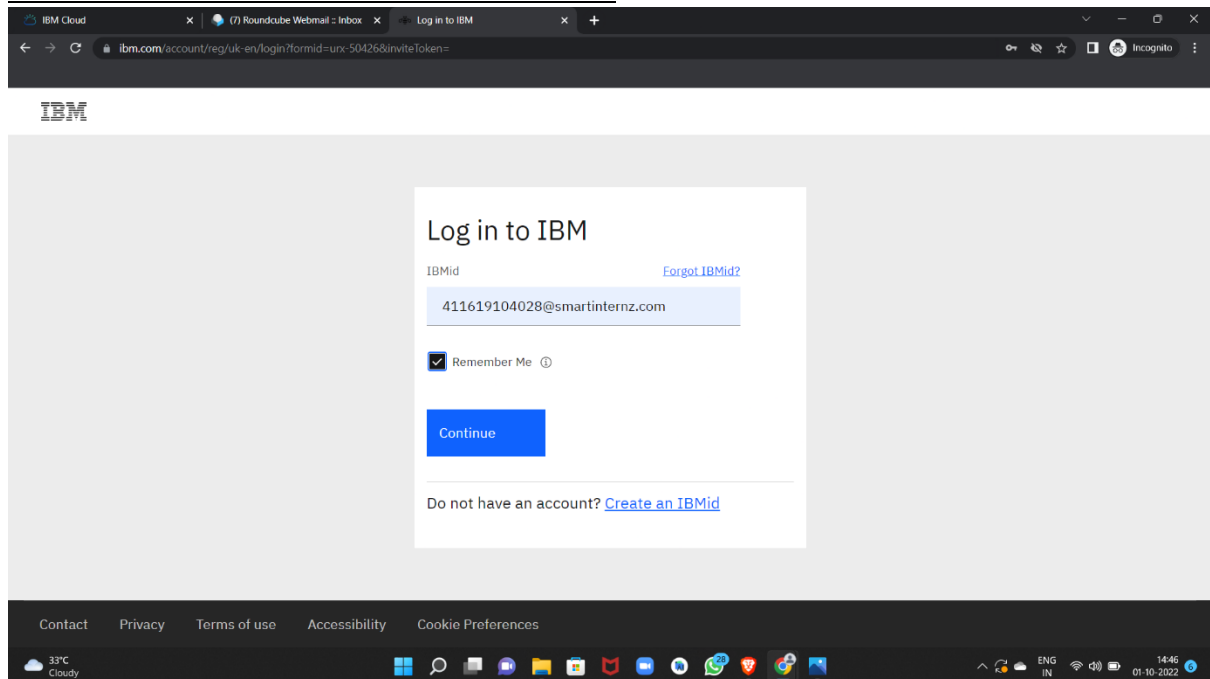 IBM Cloud
(7) Roundcube Webmail :: Inbox
Log in to IBM
ibm.com/account/reg/uk-en/login?formid=urx-50426&inviteToken=
Incognito
IBM
Log in to IBM
IBMid
Forgot IBMid?
411619104028@smartinternz.com
Remember Me
Continue
Do not have an account? Create an IBMid
Contact Privacy Terms of use Accessibility Cookie Preferences
33°C
Cloudy
28
ENG
IN
14:46
01-10-2022
6